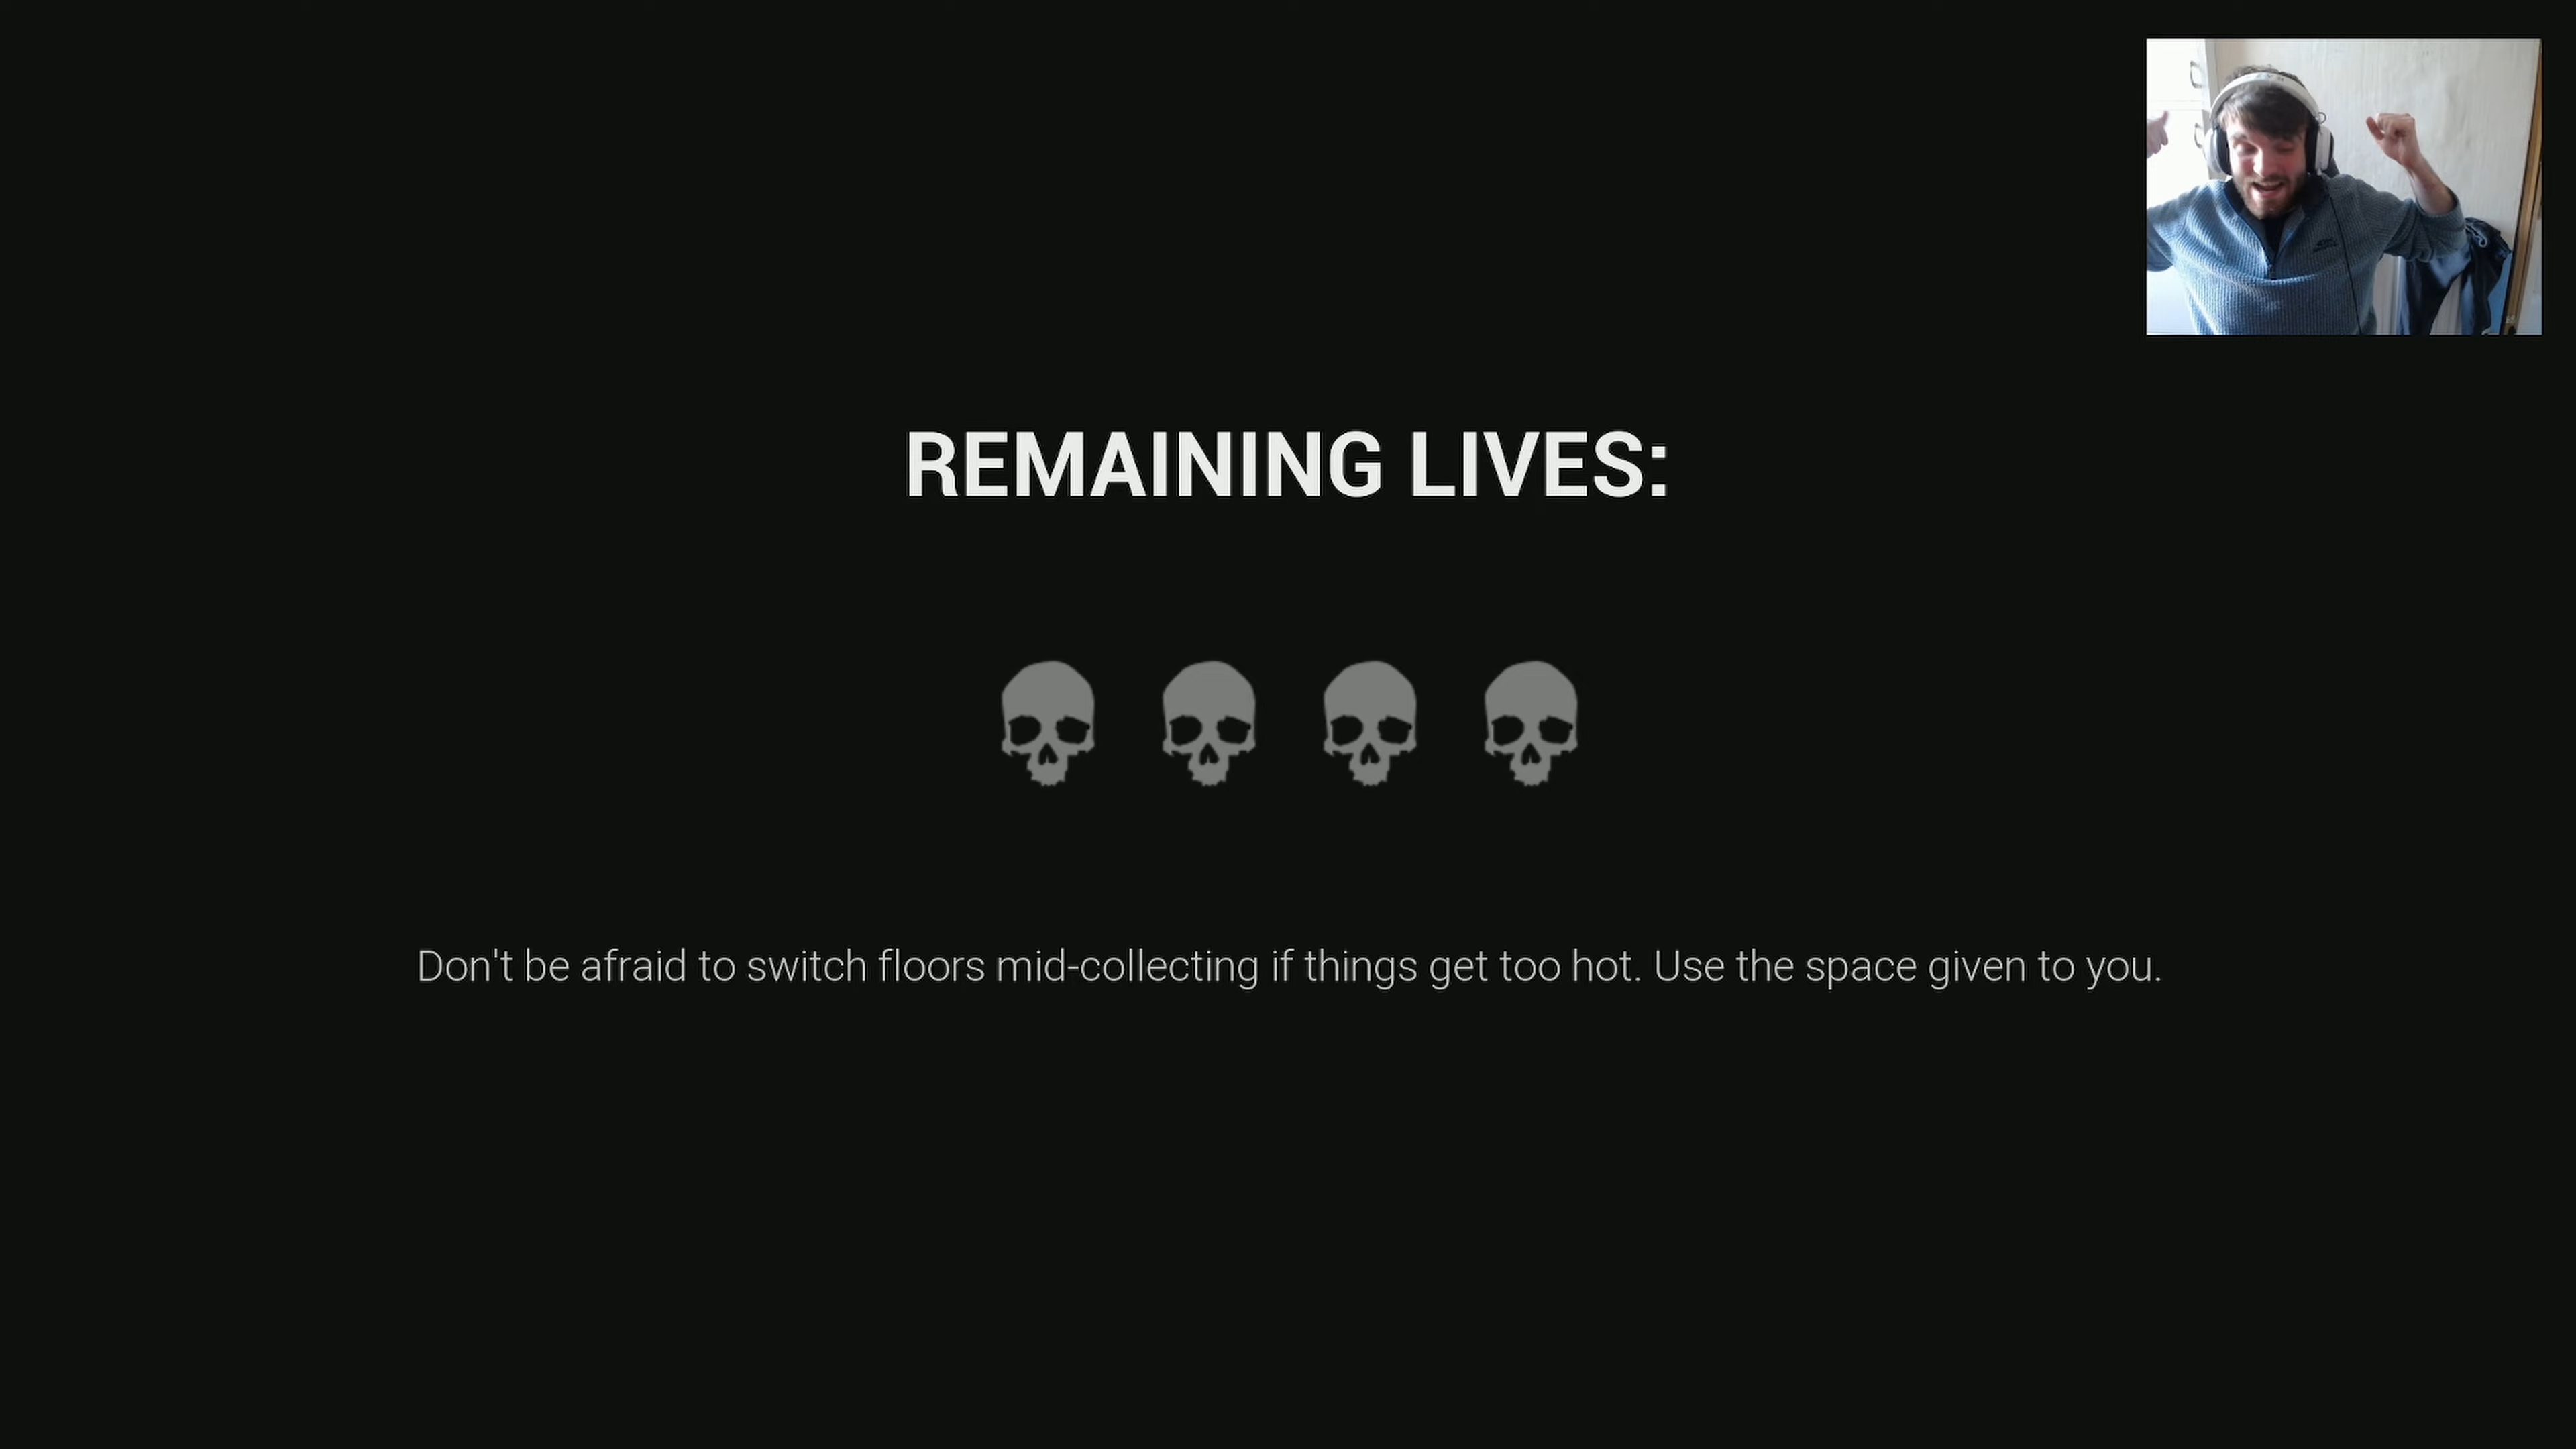 REMAINING LIVES:
Don't be afraid to switch floors mid-collecting if things get too hot. Use the space given to you.